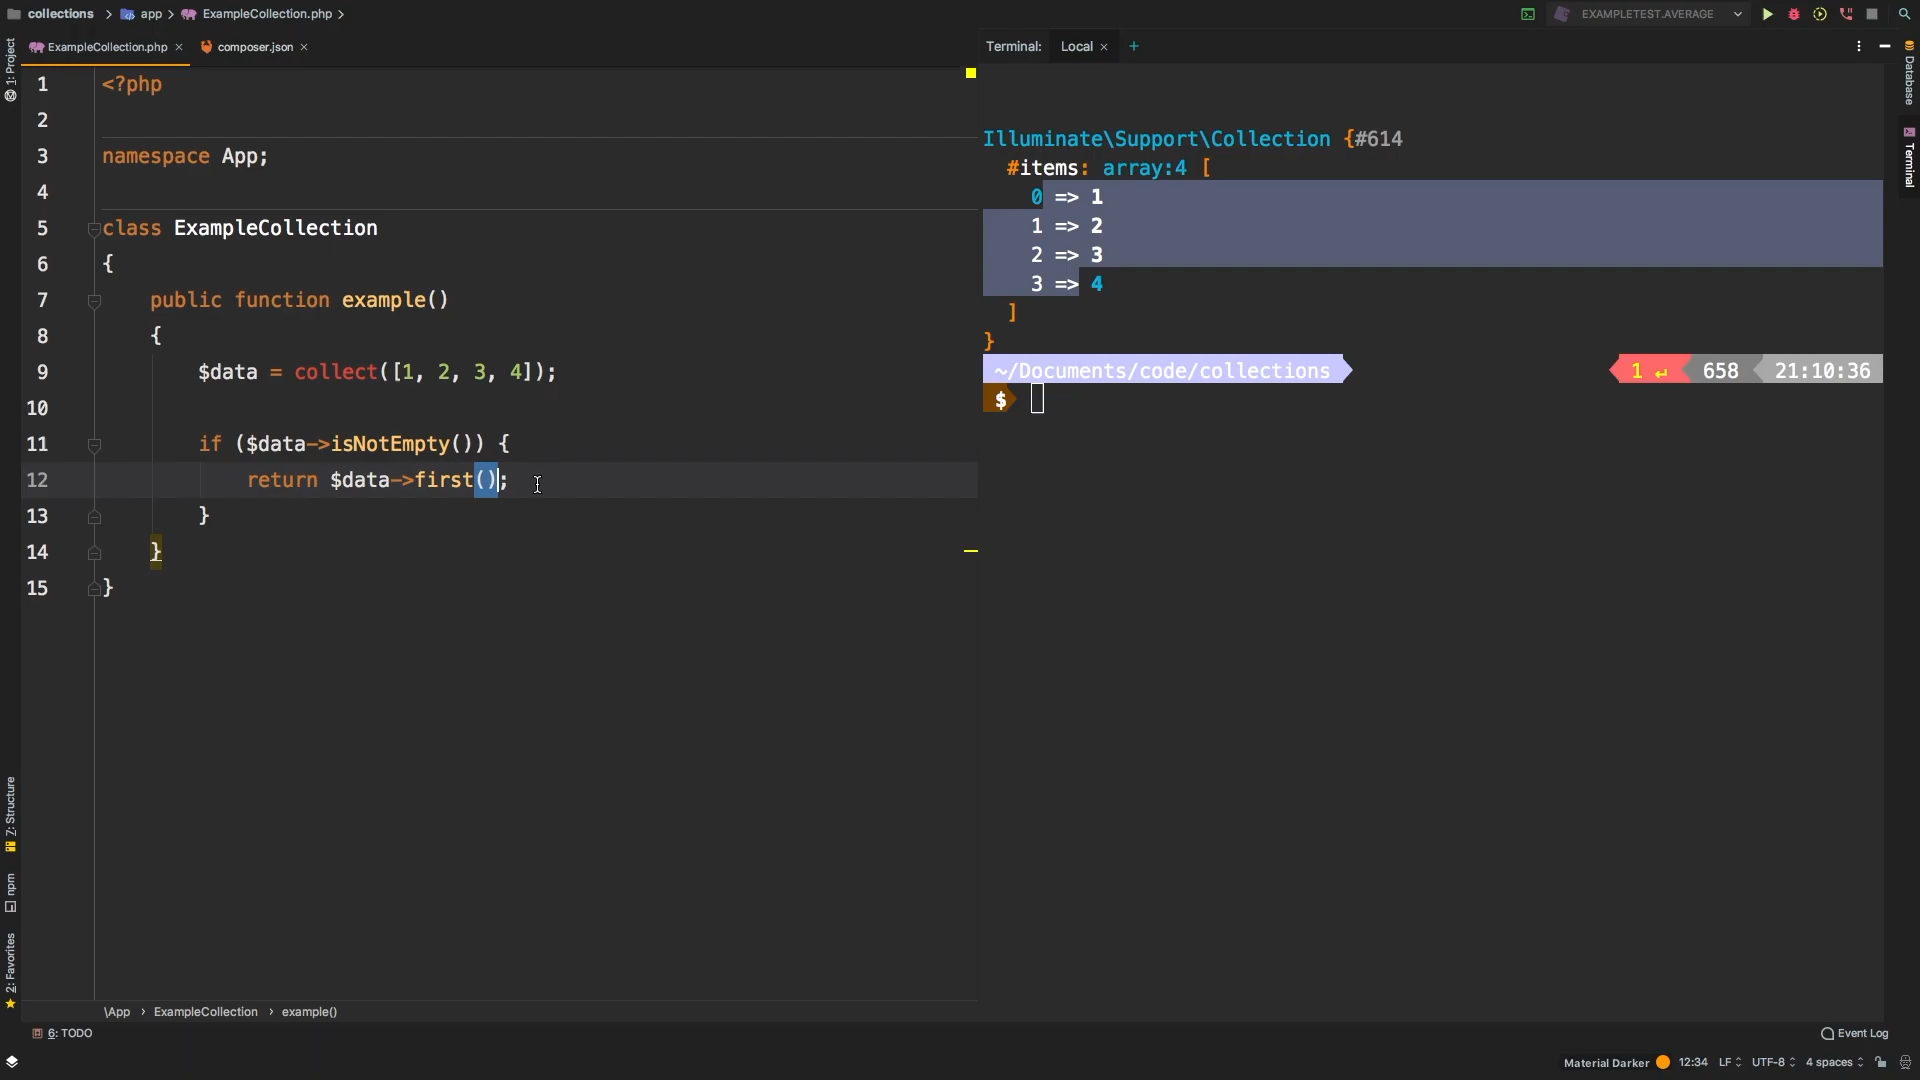 collections > app > ExampleCollection.php >
EXAMPLETEST.AVERAGE
ExampleCollection.php ×
composer.json ×
Terminal: Local × +
1: Project
Database
Terminal
1 <?php
2
3 namespace App;
4
5 class ExampleCollection
6 {
7 public function example()
8 {
9 $data = collect([1, 2, 3, 4]);
10
11 if ($data->isNotEmpty()) {
12 return $data->first();
13 }
14 }
15 }
Illuminate\Support\Collection {#614
#items: array:4 [
0 => 1
1 => 2
2 => 3
3 => 4
]
}
~/Documents/code/collections
1 ↵ 658 21:10:36
$
Z: Structure
npm
2: Favorites
\App > ExampleCollection > example()
6: TODO
Event Log
Material Darker 12:34 LF UTF-8 4 spaces